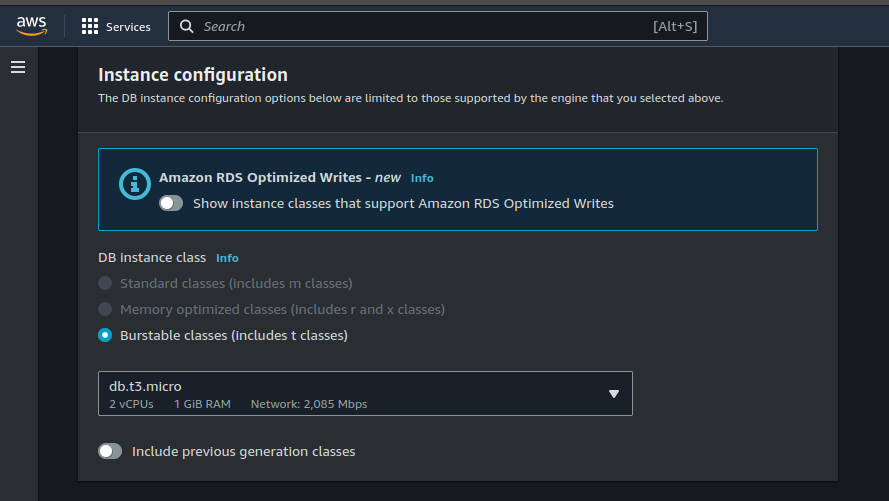 aws
Services
Search
[Alt+S]
Instance configuration
The DB instance configuration options below are limited to those supported by the engine that you selected above.
Amazon RDS Optimized Writes - new Info
Show instance classes that support Amazon RDS Optimized Writes
DB instance class Info
Standard classes (includes m classes)
Memory optimized classes (includes r and x classes)
Burstable classes (includes t classes)
db.t3.micro
2 vCPUs 1 GiB RAM Network: 2,085 Mbps
Include previous generation classes